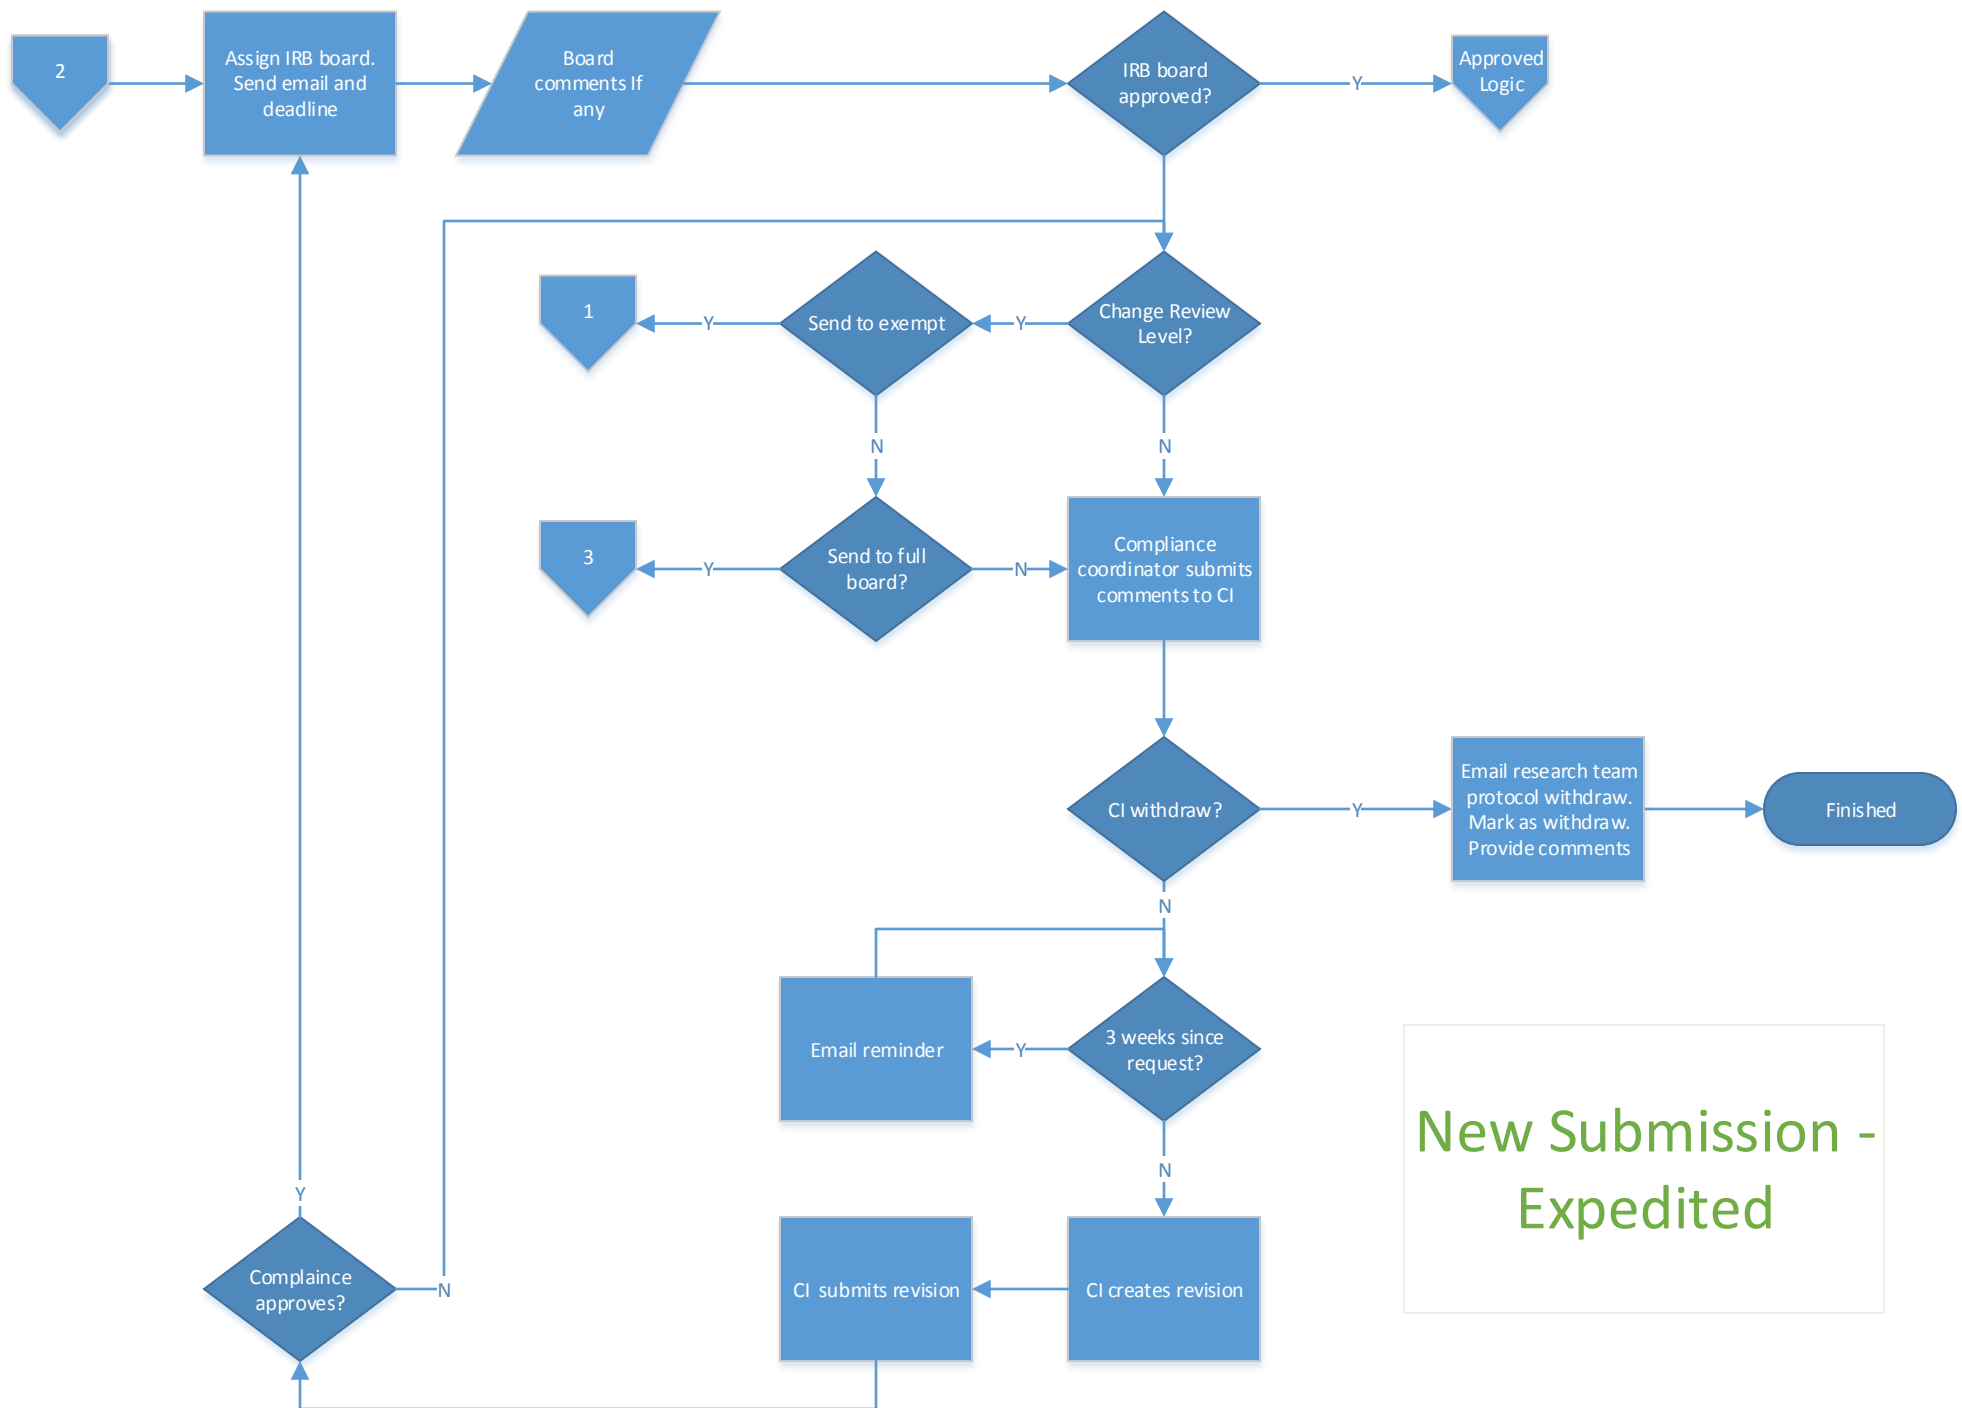 2
Assign IRB board.
Send email and
deadline
Board
comments If
any
IRB board
approved?
Y
Approved
Logic
1
Y
Send to exempt
Y
Change Review
Level?
N
N
3
Y
Send to full
board?
N
Compliance
coordinator submits
comments to CI
CI withdraw?
Y
Email research team
protocol withdraw.
Mark as withdraw.
Provide comments
Finished
N
Email reminder
Y
3 weeks since
request?
N
New Submission -
Expedited
Y
Complaince
approves?
N
CI submits revision
CI creates revision